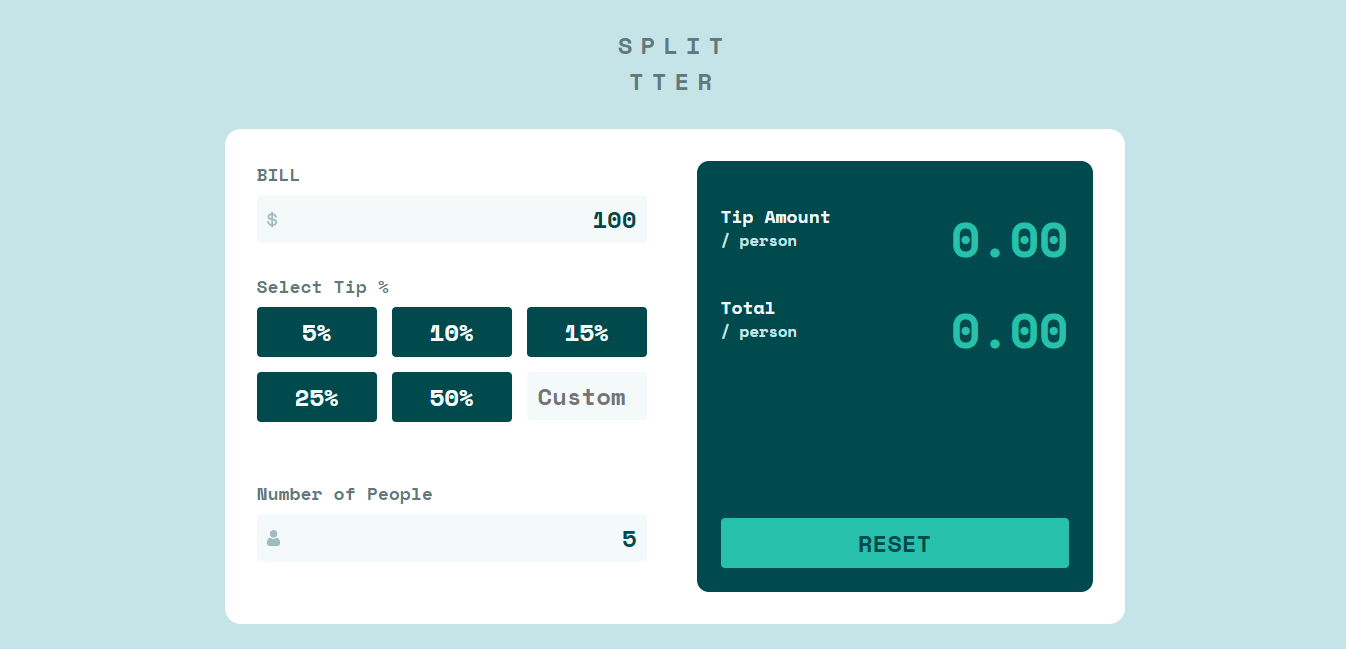 SPLIT
TTER
BILL
$ 100
Select Tip %
5% 10% 15%
25% 50% Custom
Number of People
5
Tip Amount
/ person
0.00
Total
/ person
0.00
RESET